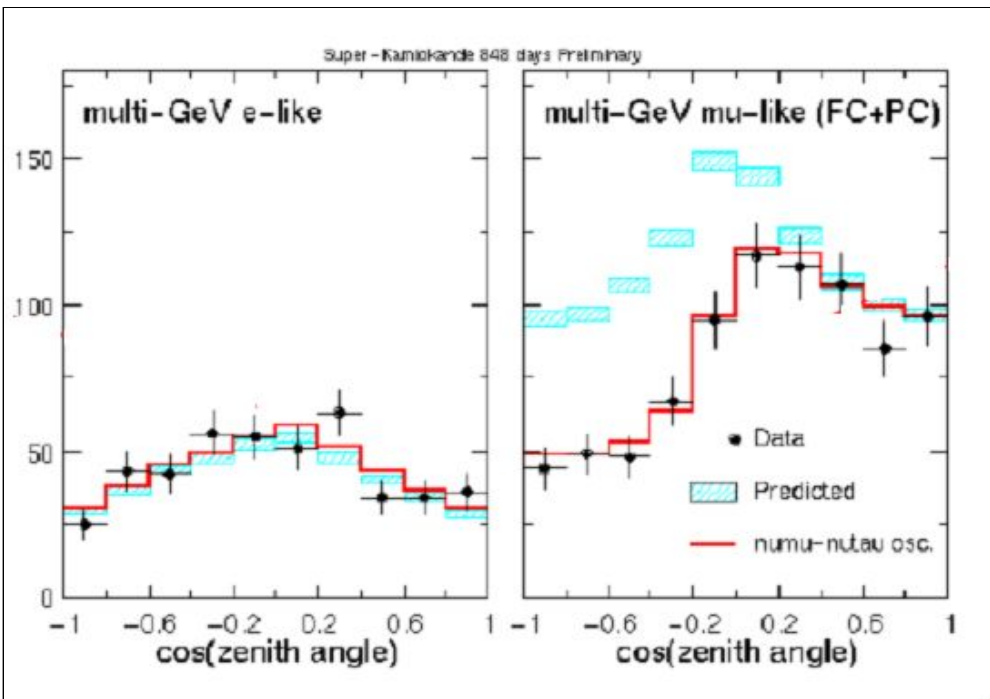 Super-Kamiokande 848 days Preliminary
multi-GeV e-like
multi-GeV mu-like (FC+PC)
150
100
50
0
Data
Predicted
numu-nutau osc.
-1 -0.6 -0.2 0.2 0.6 1
-1 -0.6 -0.2 0.2 0.6 1
cos(zenith angle)
cos(zenith angle)